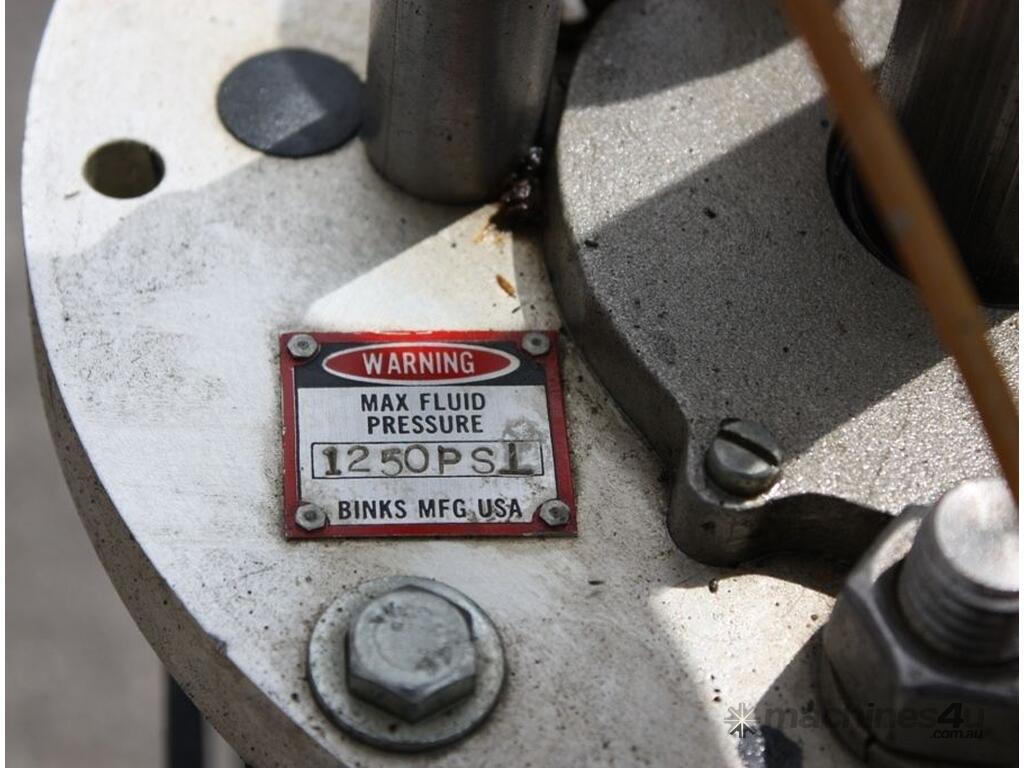 WARNING
MAX FLUID
PRESSURE
1250PSI
BINKS MFG USA
machines4u
.com.au